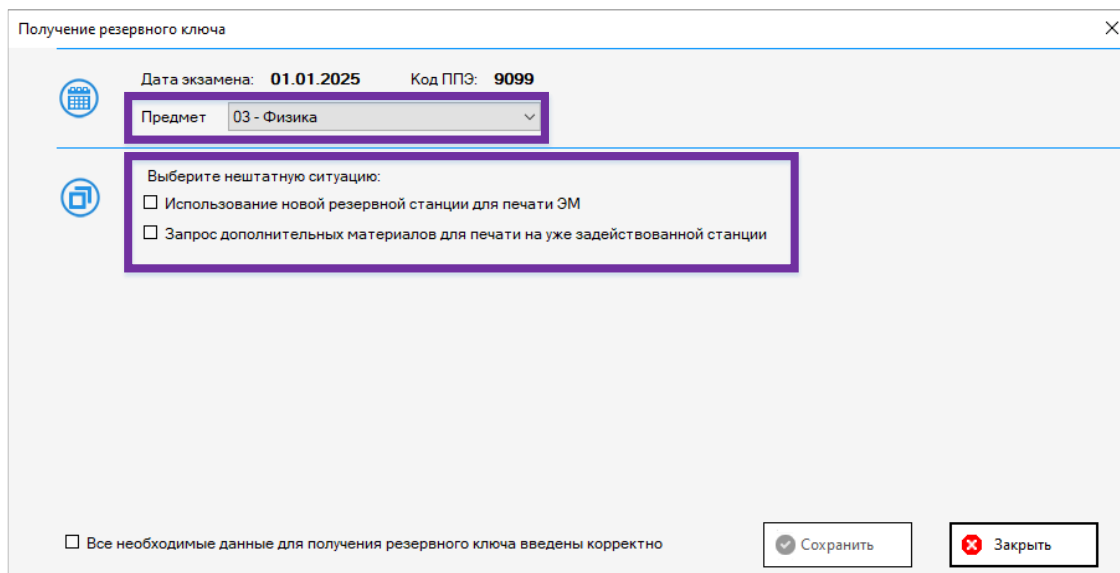 Получение резервного ключа
Дата экзамена: 01.01.2025 Код ППЭ: 9099
Предмет 03 - Физика
Выберите нештатную ситуацию:
Использование новой резервной станции для печати ЭМ
Запрос дополнительных материалов для печати на уже задействованной станции
Все необходимые данные для получения резервного ключа введены корректно
Сохранить
Закрыть